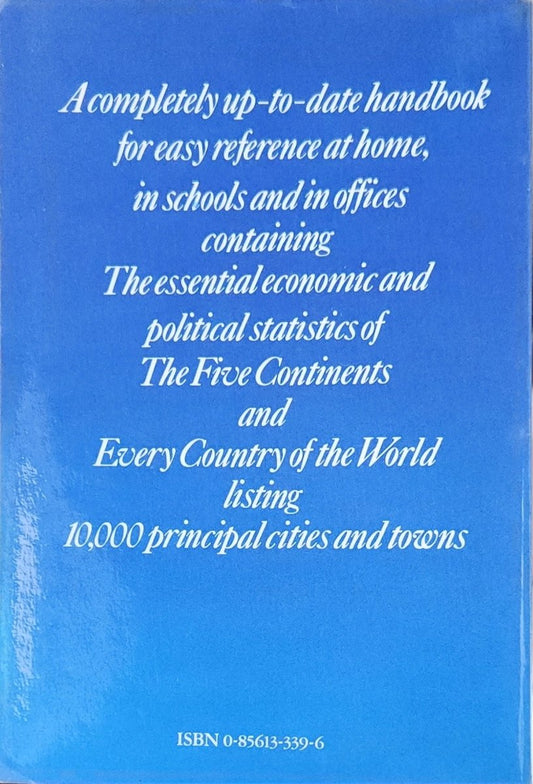 A completely up-to-date handbook
for easy reference at home,
in schools and in offices
containing
The essential economic and
political statistics of
The Five Continents
and
Every Country of the World
listing
10,000 principal cities and towns
ISBN 0-85613-339-6